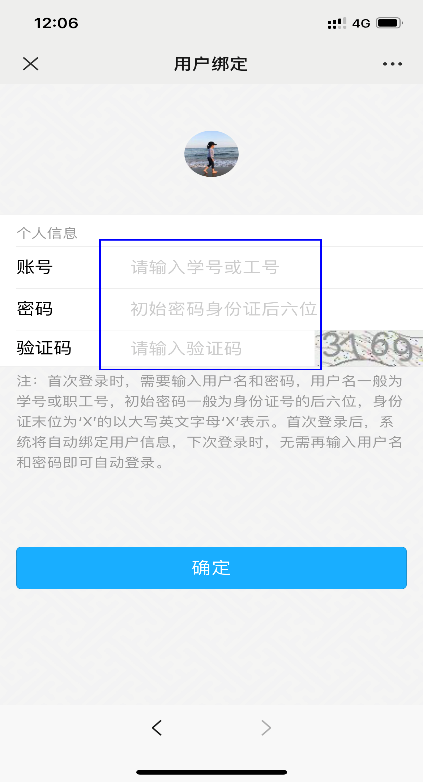 12:06
4G
用户绑定
个人信息
账号 请输入学号或工号
密码 初始密码身份证后六位
验证码 请输入验证码 3169
注：首次登录时，需要输入用户名和密码，用户名一般为
学号或职工号，初始密码一般为身份证号的后六位，身份
证末位为‘X’的以大写英文字母‘X’表示。首次登录后，系
统将自动绑定用户信息，下次登录时，无需再输入用户名
和密码即可自动登录。
确定